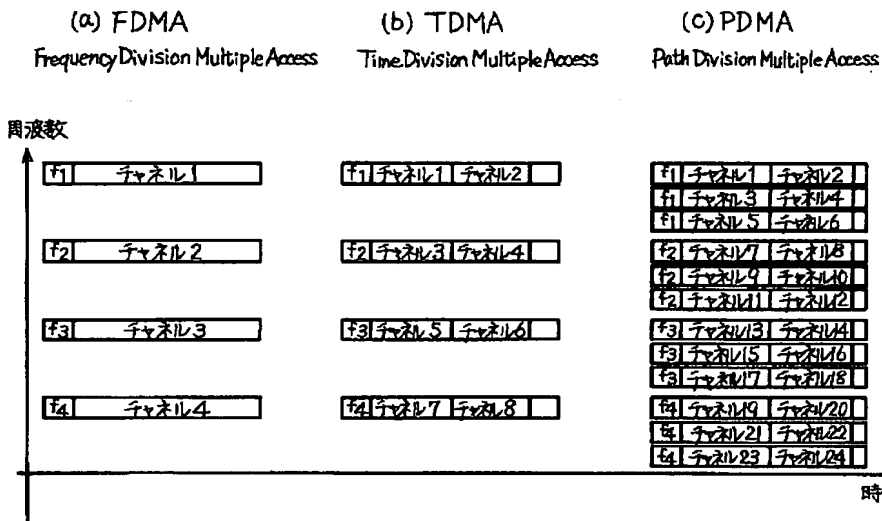 (a) FDMA
Frequency Division Multiple Access
(b) TDMA
Time Division Multiple Access
(c) PDMA
Path Division Multiple Access
周波数
f1 チャネル1
f2 チャネル2
f3 チャネル3
f4 チャネル4
f1 チャネル1 チャネル2
f2 チャネル3 チャネル4
f3 チャネル5 チャネル6
f4 チャネル7 チャネル8
f1 チャネル1 チャネル2
f1 チャネル3 チャネル4
f1 チャネル5 チャネル6
f2 チャネル7 チャネル8
f2 チャネル9 チャネル10
f2 チャネル11 チャネル12
f3 チャネル13 チャネル14
f3 チャネル15 チャネル16
f3 チャネル17 チャネル18
f4 チャネル19 チャネル20
f4 チャネル21 チャネル22
f4 チャネル23 チャネル24
時